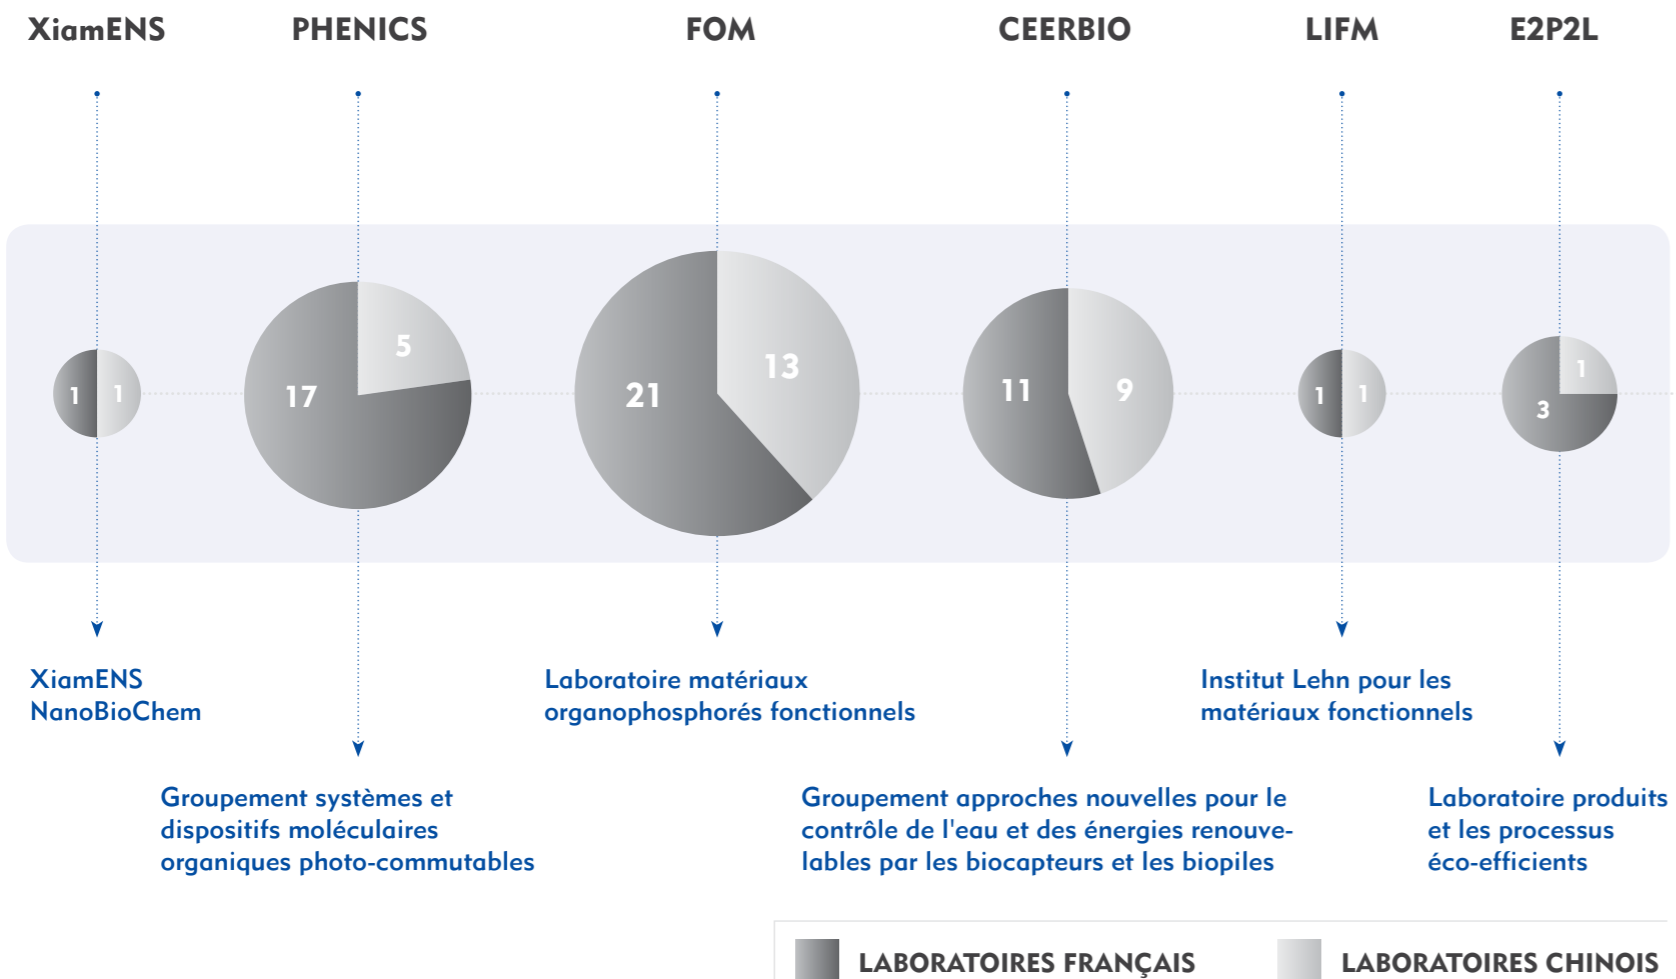 XiamENS
PHENICS
FOM
CEERBIO
LIFM
E2P2L
1
1
17
5
21
13
11
9
1
1
3
1
XiamENS
NanoBioChem
Groupement systèmes et
dispositifs moléculaires
organiques photo-commutables
Laboratoire matériaux
organophosphorés fonctionnels
Groupement approches nouvelles pour le
contrôle de l'eau et des énergies renouve-
lables par les biocapteurs et les biopiles
Institut Lehn pour les
matériaux fonctionnels
Laboratoire produits
et les processus
éco-efficients
LABORATOIRES FRANÇAIS
LABORATOIRES CHINOIS